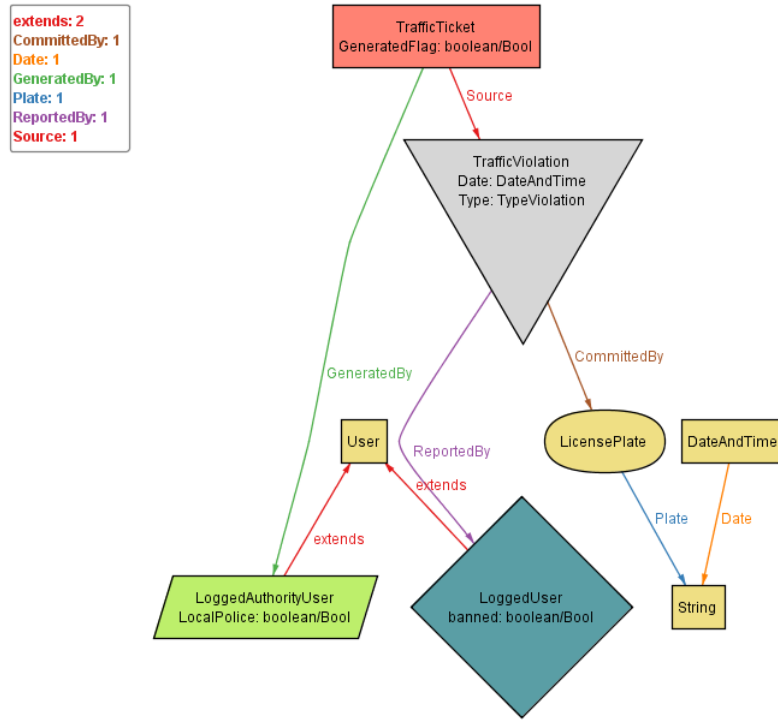 extends: 2
CommittedBy: 1
Date: 1
GeneratedBy: 1
Plate: 1
ReportedBy: 1
Source: 1
TrafficTicket
GeneratedFlag: boolean/Bool
Source
TrafficViolation
Date: DateAndTime
Type: TypeViolation
GeneratedBy
CommittedBy
User
ReportedBy
LicensePlate
DateAndTime
extends
extends
Plate
Date
LoggedAuthorityUser
LocalPolice: boolean/Bool
LoggedUser
banned: boolean/Bool
String